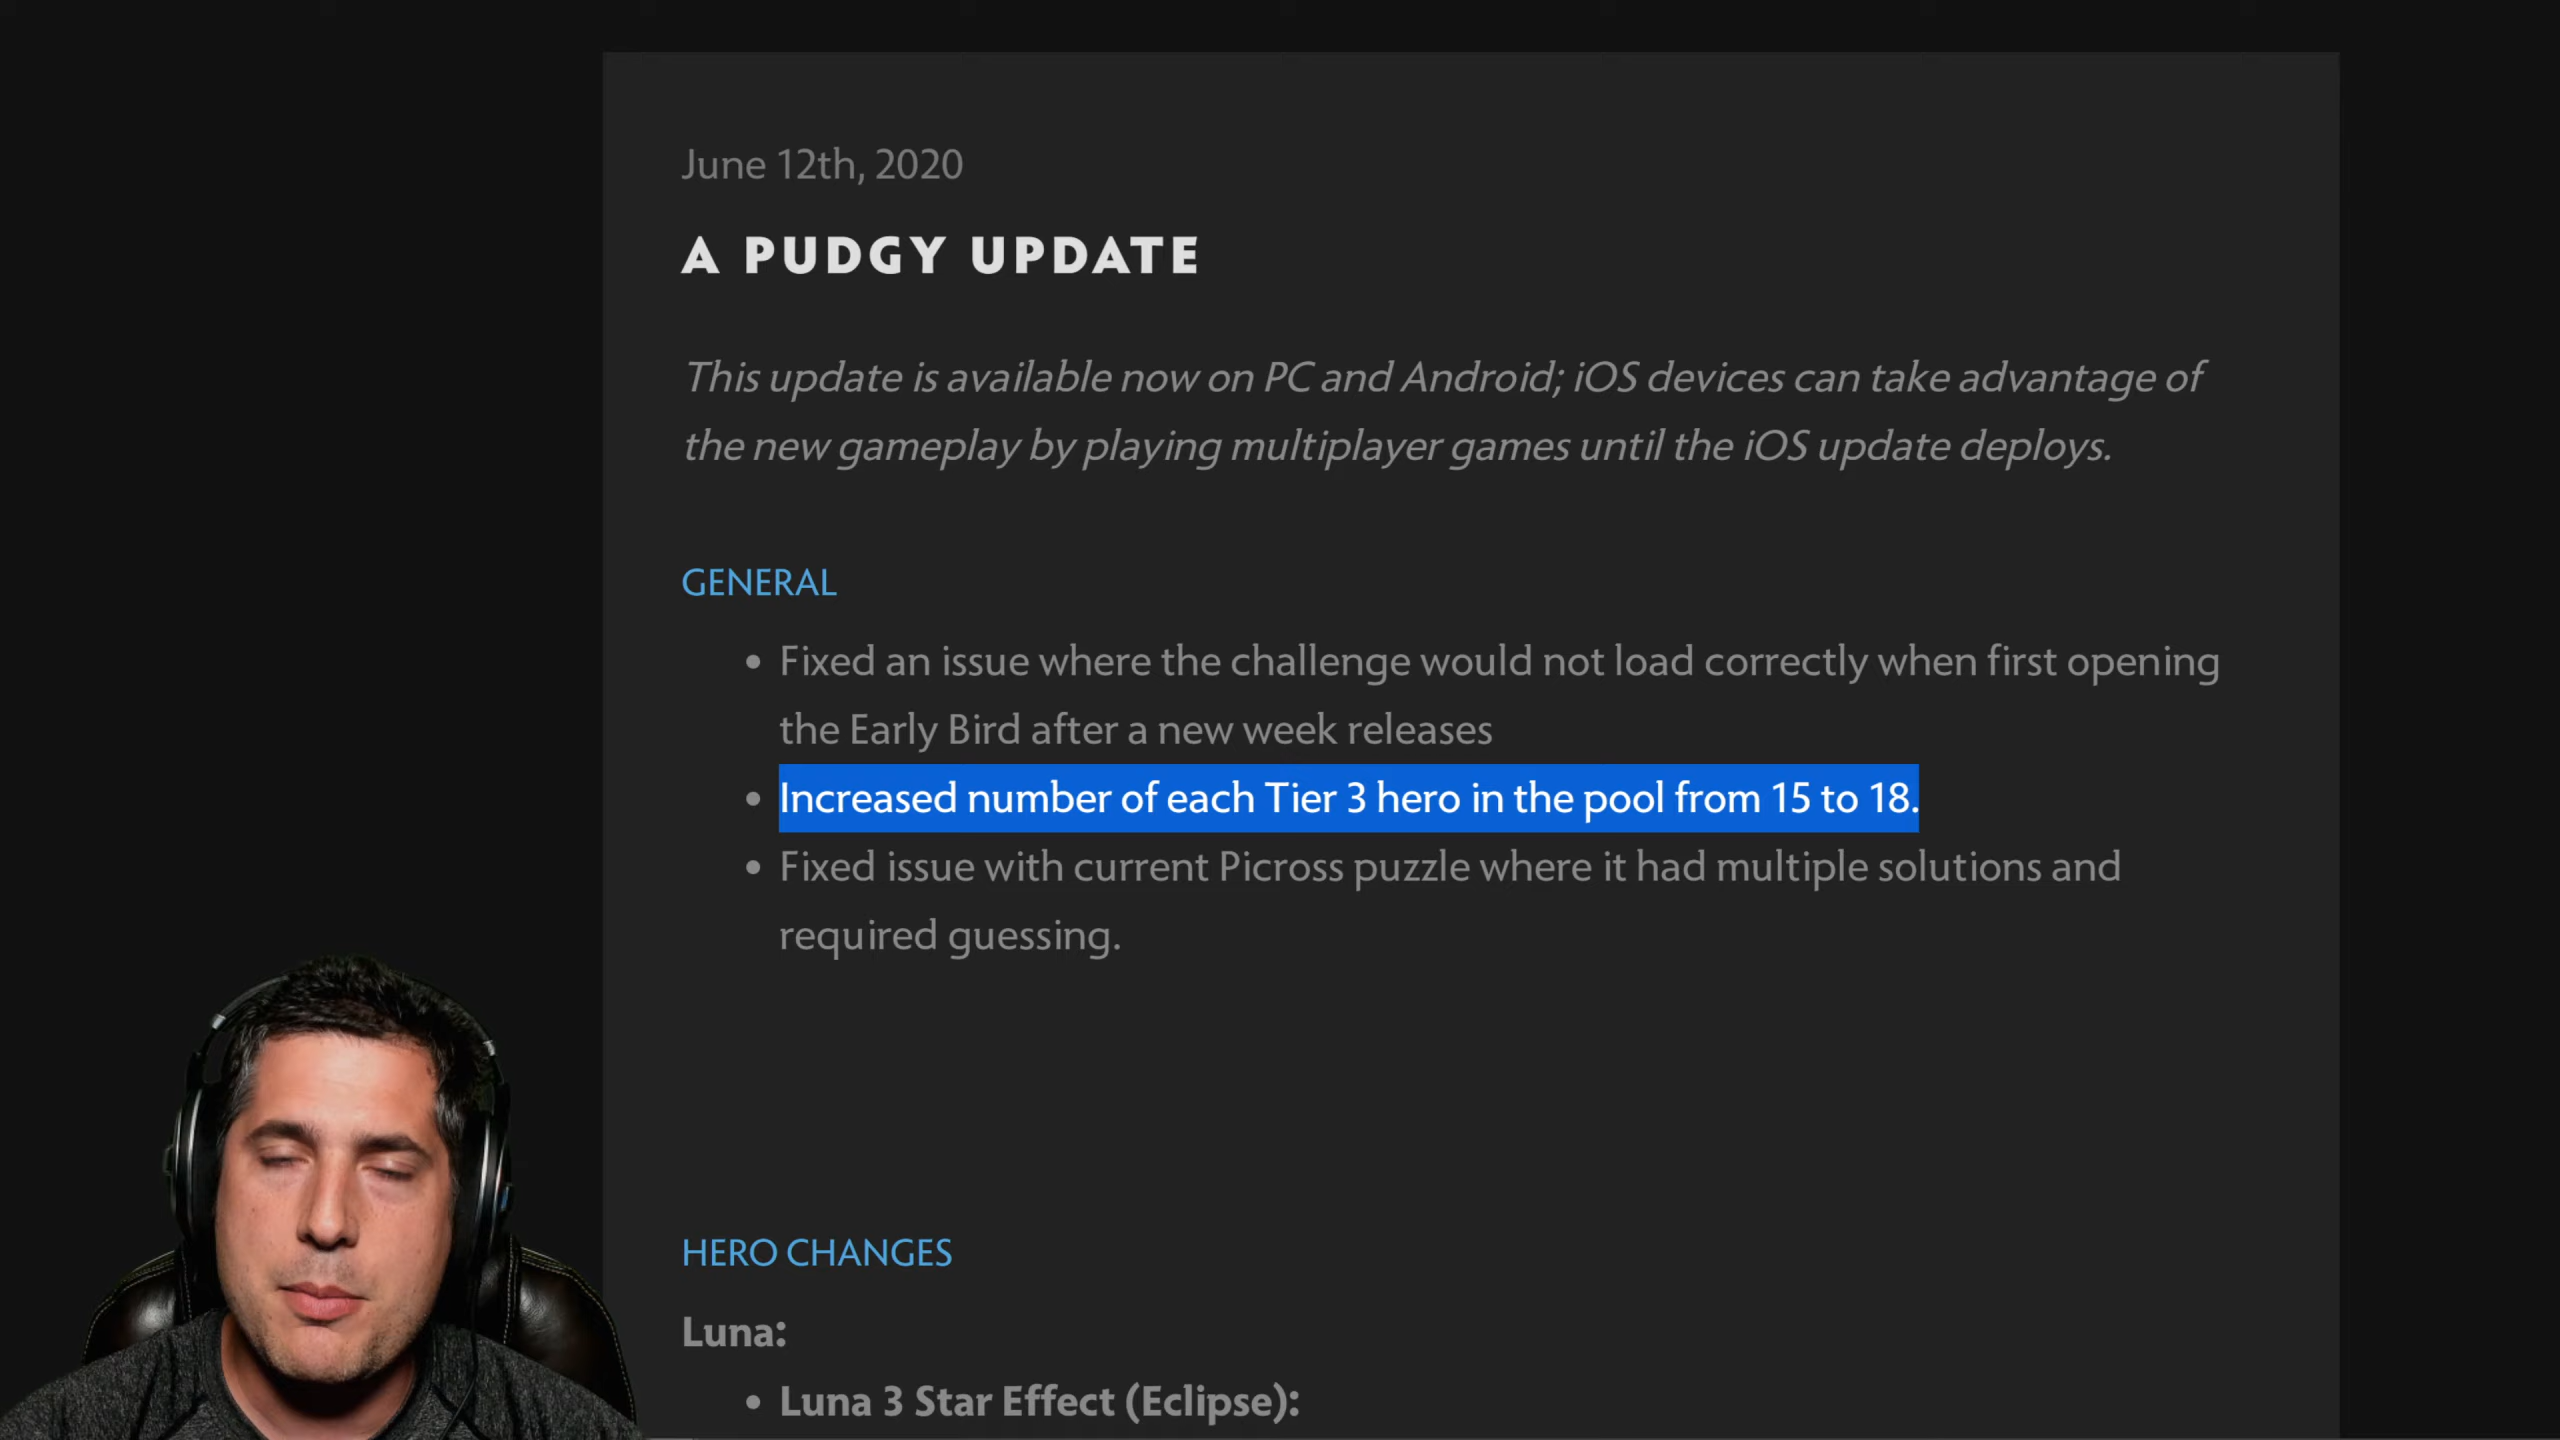 June 12th, 2020
A PUDGY UPDATE
This update is available now on PC and Android; iOS devices can take advantage of
the new gameplay by playing multiplayer games until the iOS update deploys.
GENERAL
• Fixed an issue where the challenge would not load correctly when first opening
the Early Bird after a new week releases
• Increased number of each Tier 3 hero in the pool from 15 to 18.
• Fixed issue with current Picross puzzle where it had multiple solutions and
required guessing.
HERO CHANGES
Luna:
• Luna 3 Star Effect (Eclipse):